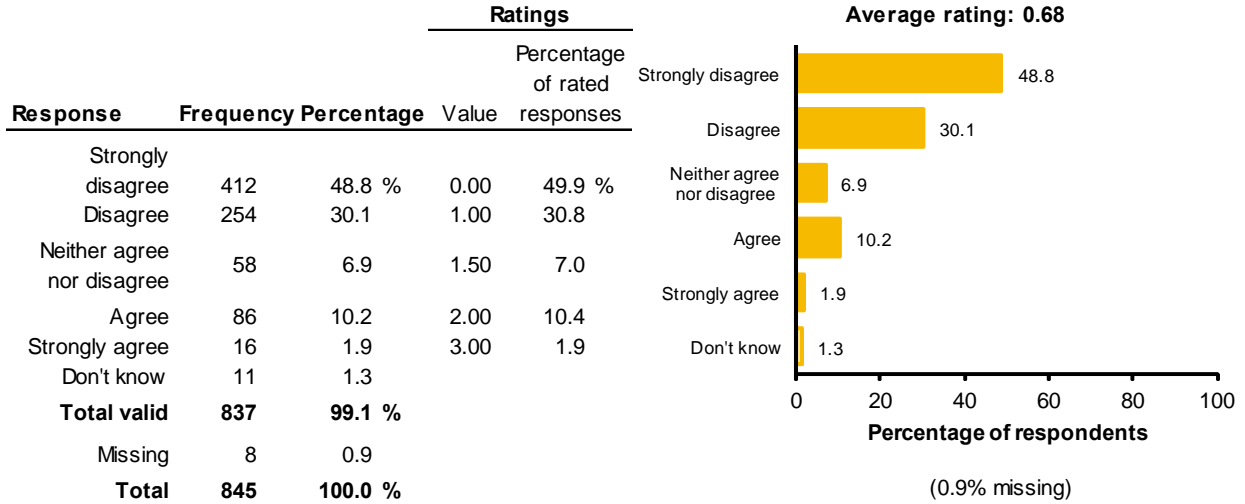 Ratings
Response Frequency Percentage Value Percentage of rated responses
Strongly
disagree 412 48.8 % 0.00 49.9 %
Disagree 254 30.1 1.00 30.8
Neither agree
nor disagree 58 6.9 1.50 7.0
Agree 86 10.2 2.00 10.4
Strongly agree 16 1.9 3.00 1.9
Don't know 11 1.3
Total valid 837 99.1 %
Missing 8 0.9
Total 845 100.0 %
Average rating: 0.68
Strongly disagree 48.8
Disagree 30.1
Neither agree
nor disagree 6.9
Agree 10.2
Strongly agree 1.9
Don't know 1.3
0 20 40 60 80 100
Percentage of respondents
(0.9% missing)